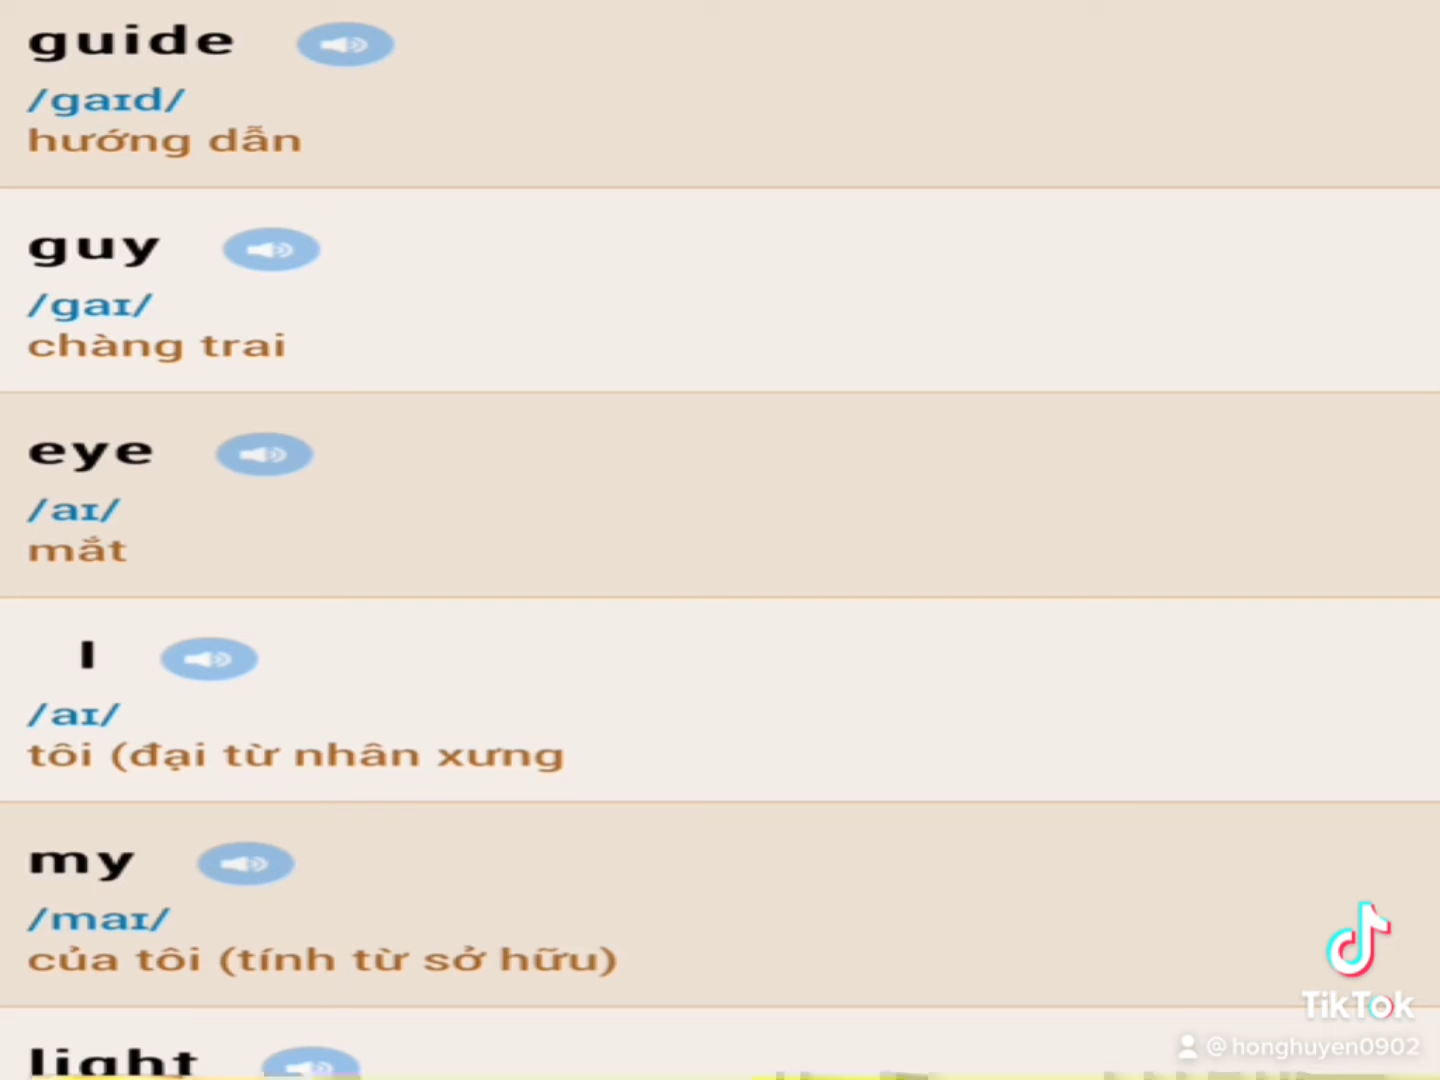 guide
/gaɪd/
hướng dẫn
guy
/gaɪ/
chàng trai
eye
/aɪ/
mắt
I
/aɪ/
tôi (đại từ nhân xưng
my
/maɪ/
của tôi (tính từ sở hữu)
light
TikTok
@honghuyen0902